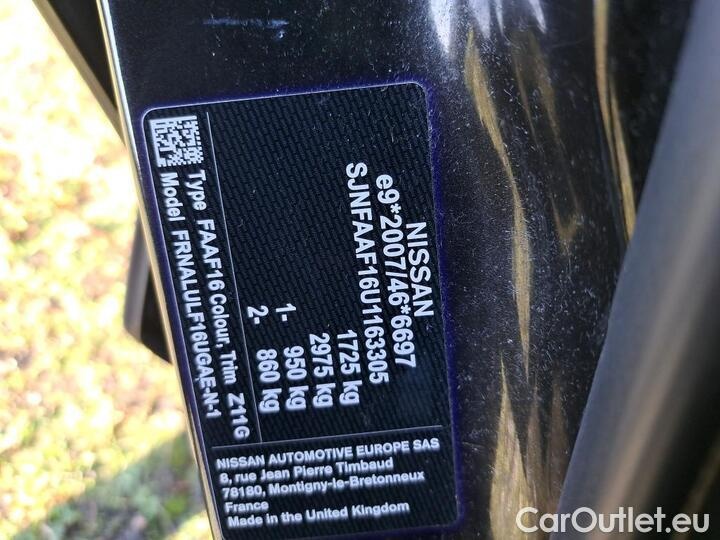 NISSAN
e9*2007/46*6697
SJNFAAF16U1163305
1725 kg
2975 kg
1- 950 kg
2- 860 kg
Type FAAF16 Colour, Trim Z11G
Model FRNALULF16UGAE-N-1
NISSAN AUTOMOTIVE EUROPE SAS
8, rue Jean Pierre Timbaud
78180, Montigny-le-Bretonneux
France
Made in the United Kingdom
CarOutlet.eu